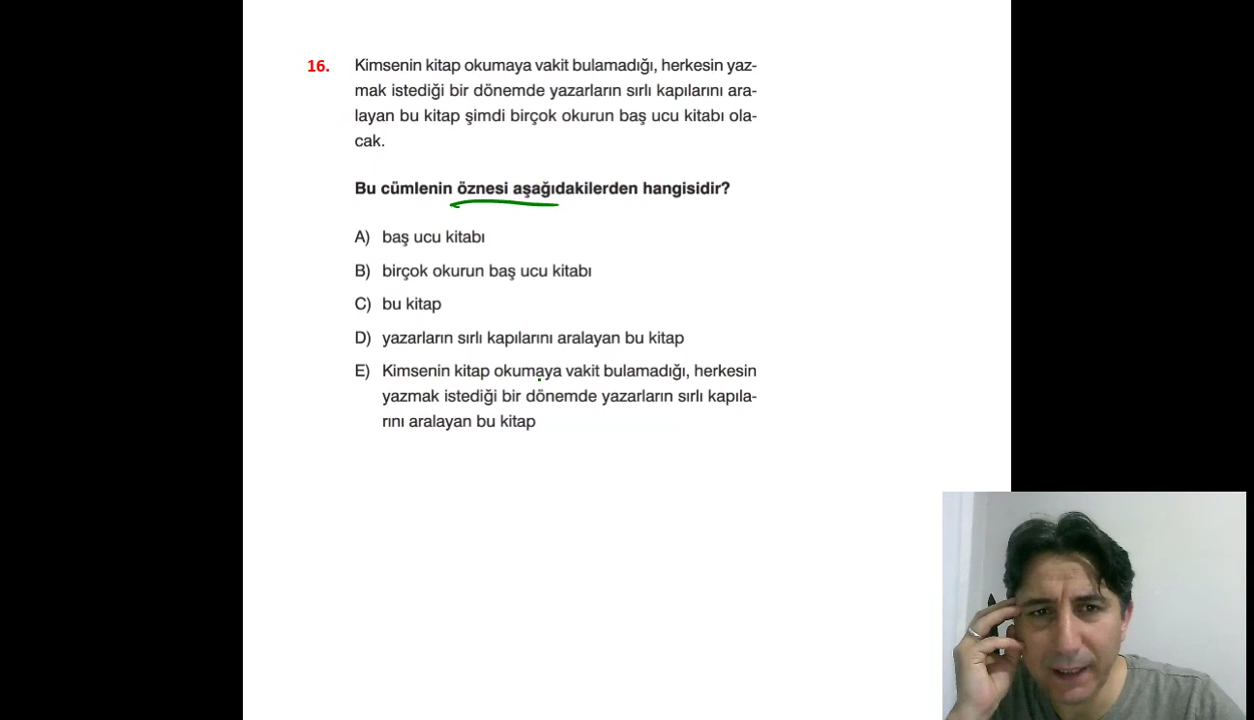 16. Kimsenin kitap okumaya vakit bulamadığı, herkesin yaz-
mak istediği bir dönemde yazarların sırlı kapılarını ara-
layan bu kitap şimdi birçok okurun baş ucu kitabı ola-
cak.
Bu cümlenin öznesi aşağıdakilerden hangisidir?
A) baş ucu kitabı
B) birçok okurun baş ucu kitabı
C) bu kitap
D) yazarların sırlı kapılarını aralayan bu kitap
E) Kimsenin kitap okumaya vakit bulamadığı, herkesin
yazmak istediği bir dönemde yazarların sırlı kapıla-
rını aralayan bu kitap